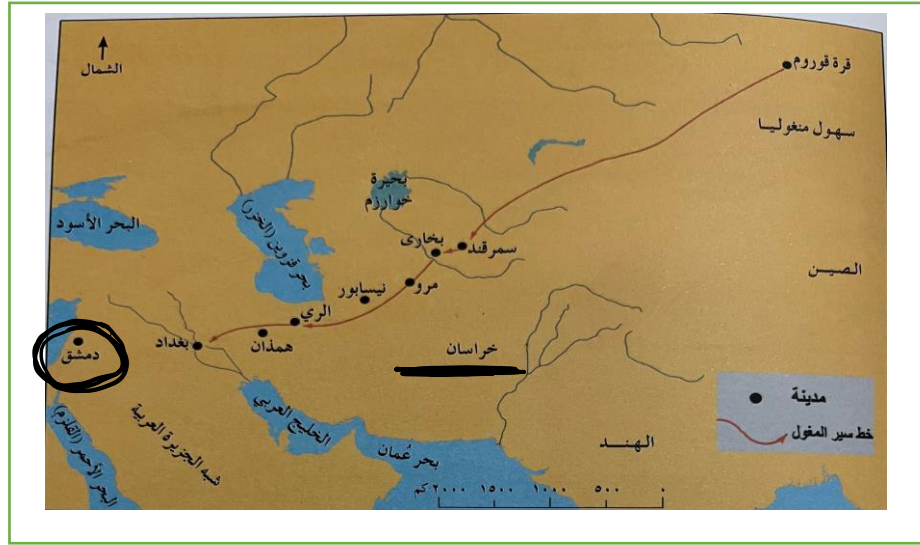 الشمال
قرة قوروم
سهول منغوليا
بُحيرة
خوارزم
البحر الأسود
بحر قزوين (الخزر)
بخارى
سمرقند
الصين
مرو
نيسابور
الري
همذان
بغداد
دمشق
خراسان
مدينة
خط سير المغول
الهند
الخليج العربي
بحر عُمان
شبه الجزيرة العربية
البحر الأحمر (القلزم)
٢٠٠٠ كم ١٥٠٠ ١٠٠٠ ٥٠٠ ٠